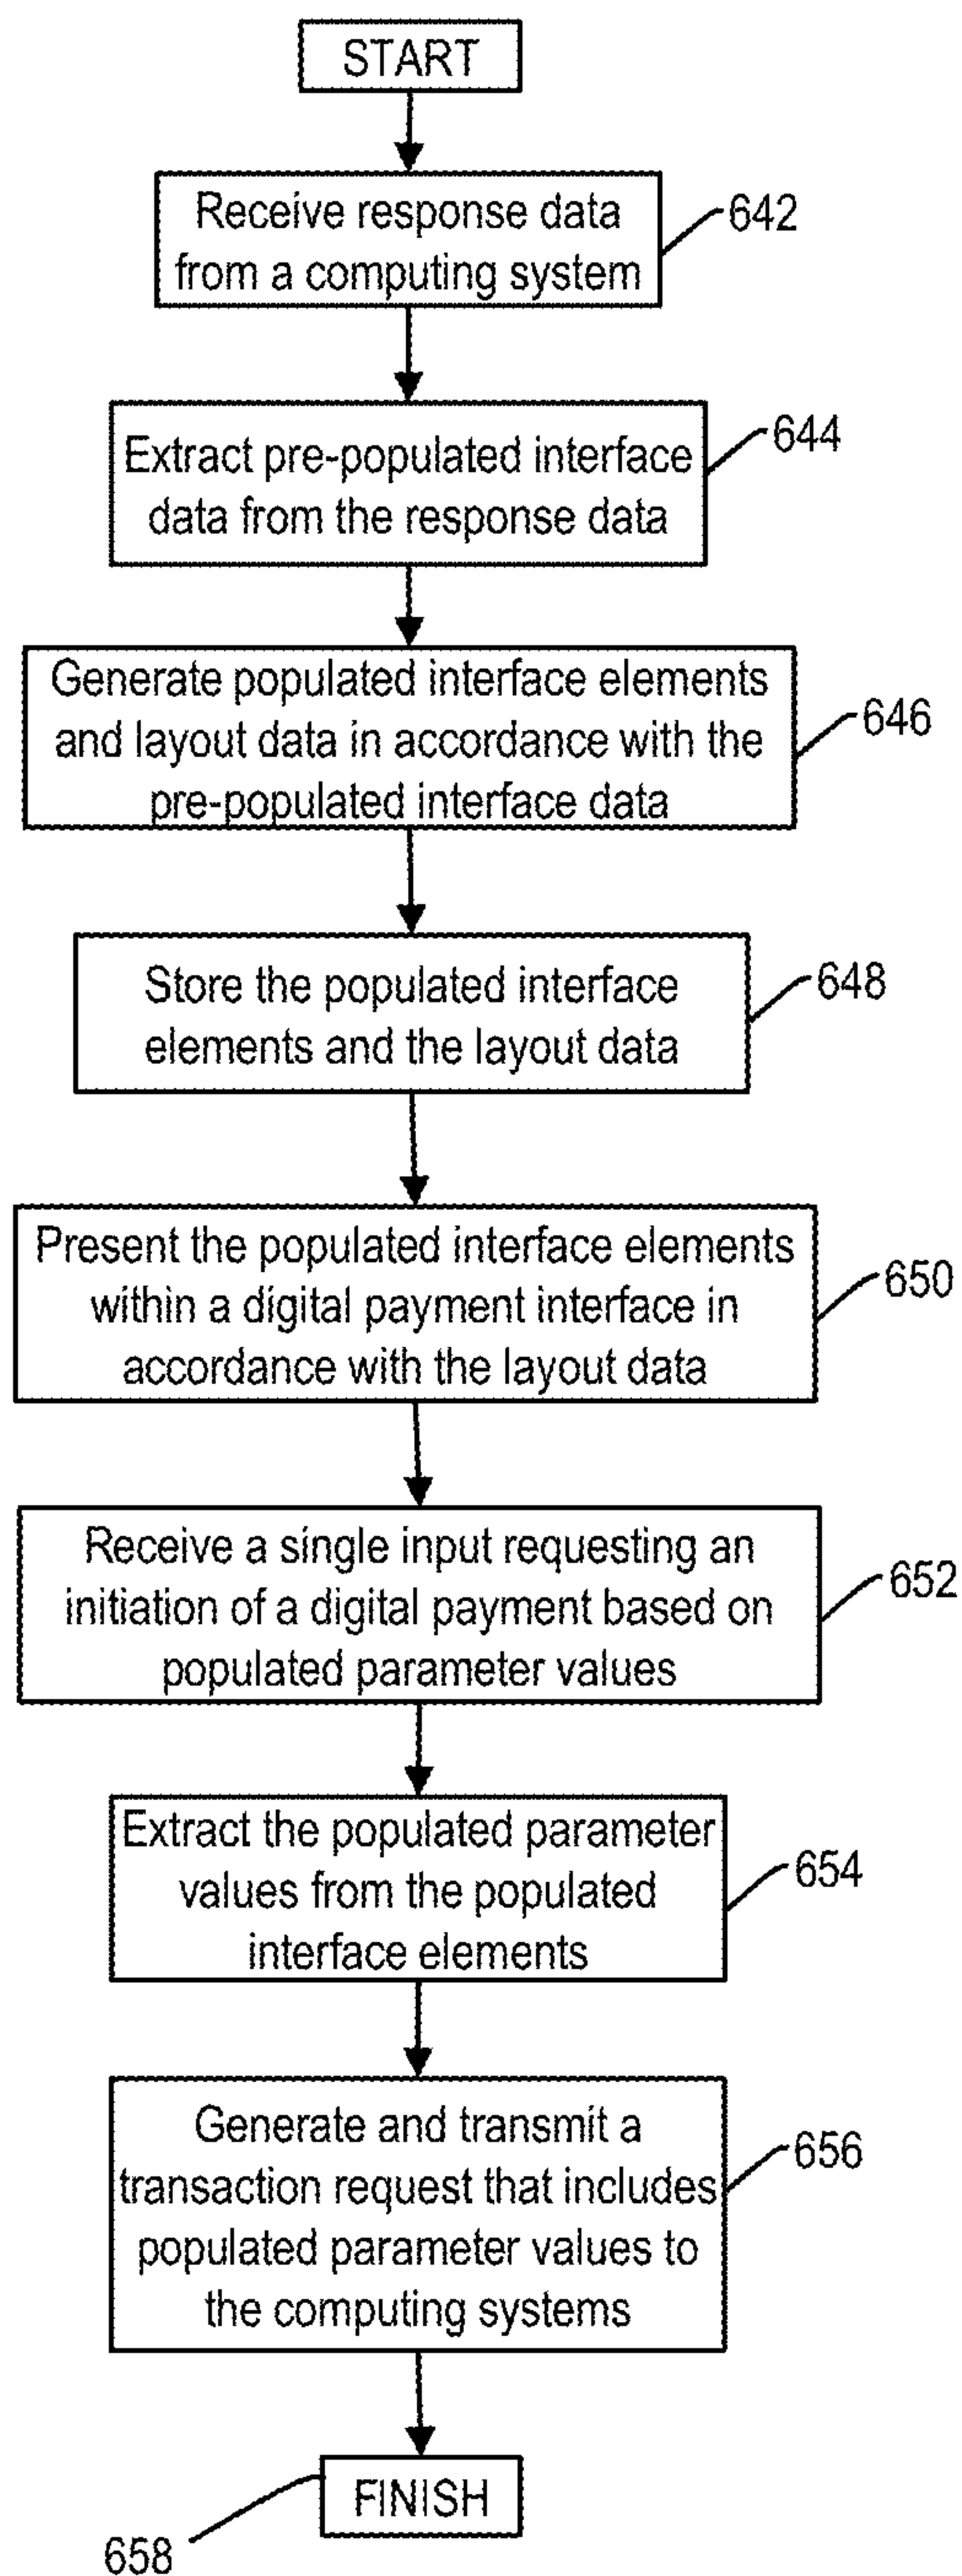 START
Receive response data
from a computing system
642
Extract pre-populated interface
data from the response data
644
Generate populated interface elements
and layout data in accordance with the
pre-populated interface data
646
Store the populated interface
elements and the layout data
648
Present the populated interface elements
within a digital payment interface in
accordance with the layout data
650
Receive a single input requesting an
initiation of a digital payment based on
populated parameter values
652
Extract the populated parameter
values from the populated
interface elements
654
Generate and transmit a
transaction request that includes
populated parameter values to
the computing systems
656
FINISH
658